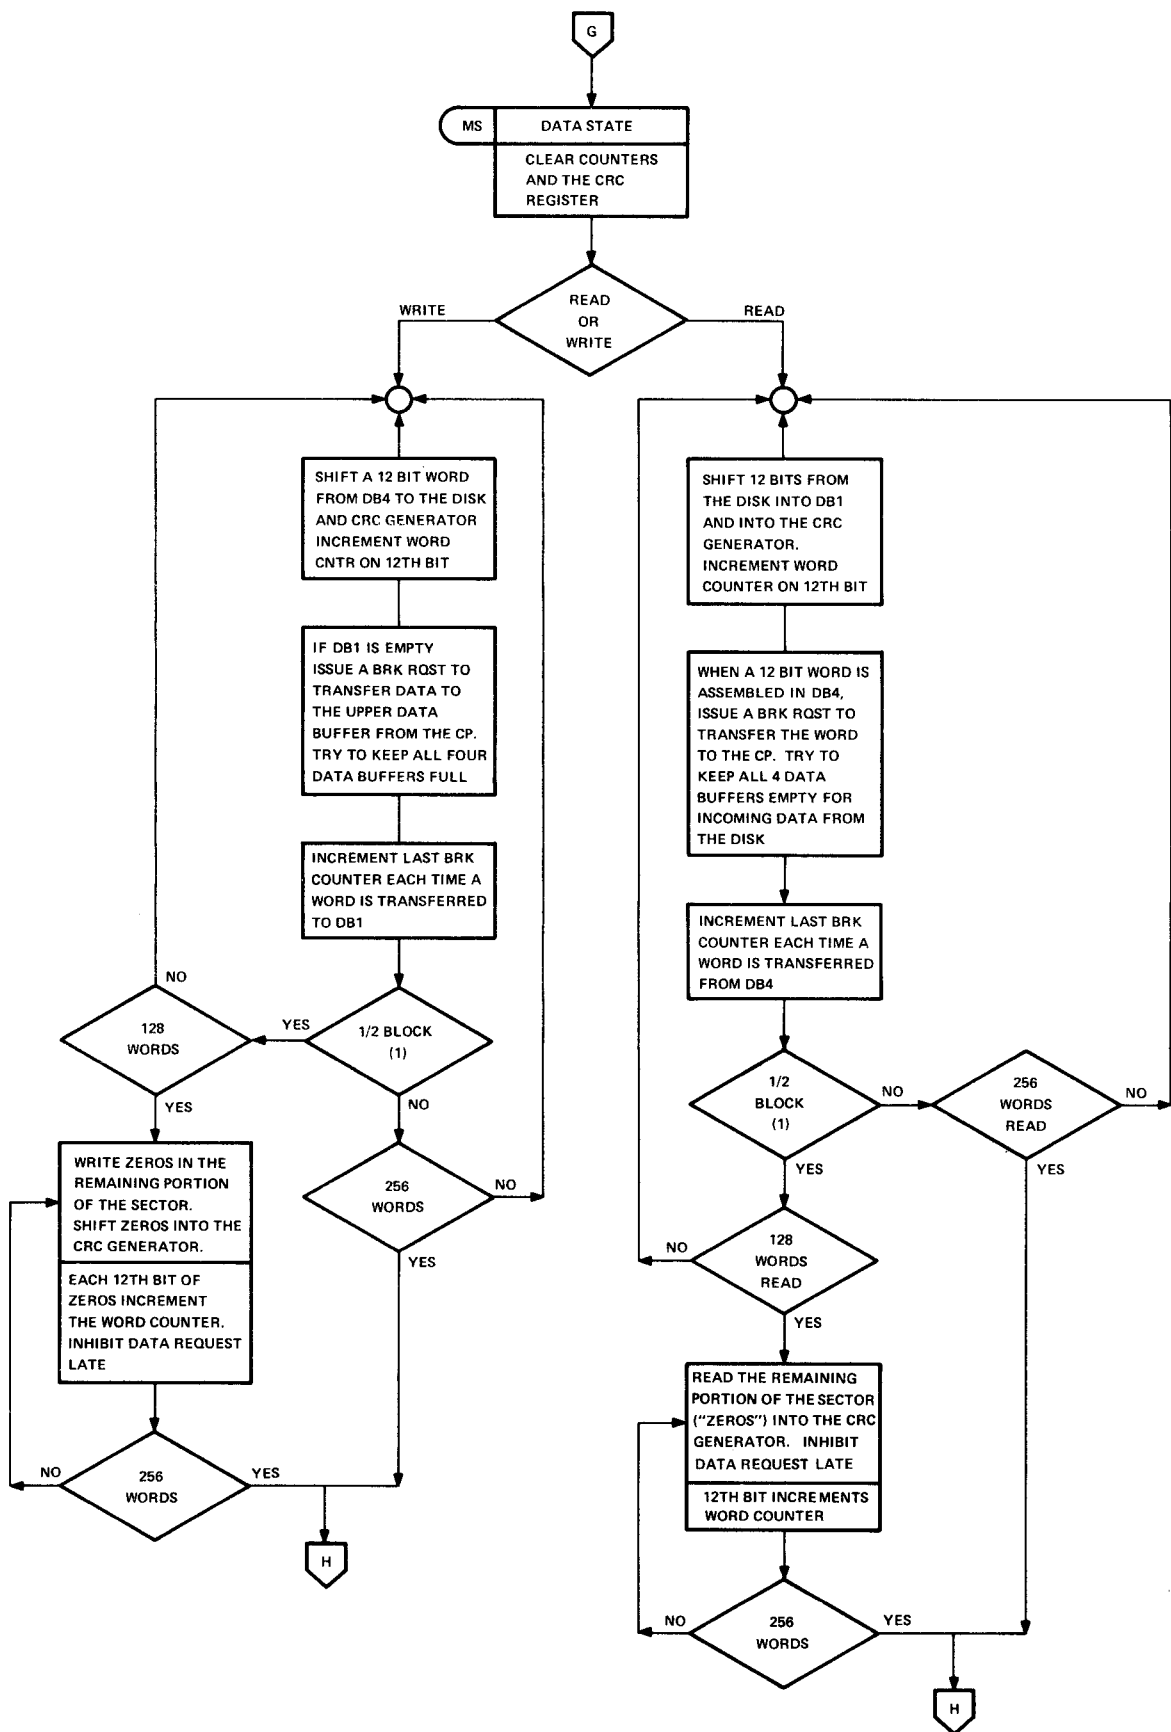 G
MS
DATA STATE
CLEAR COUNTERS
AND THE CRC
REGISTER
READ
OR
WRITE
WRITE
READ
SHIFT A 12 BIT WORD
FROM DB4 TO THE DISK
AND CRC GENERATOR
INCREMENT WORD
CNTR ON 12TH BIT
IF DB1 IS EMPTY
ISSUE A BRK RQST TO
TRANSFER DATA TO
THE UPPER DATA
BUFFER FROM THE CP.
TRY TO KEEP ALL FOUR
DATA BUFFERS FULL
INCREMENT LAST BRK
COUNTER EACH TIME A
WORD IS TRANSFERRED
TO DB1
1/2 BLOCK
(1)
YES
NO
128
WORDS
NO
YES
256
WORDS
NO
YES
WRITE ZEROS IN THE
REMAINING PORTION
OF THE SECTOR.
SHIFT ZEROS INTO THE
CRC GENERATOR.
EACH 12TH BIT OF
ZEROS INCREMENT
THE WORD COUNTER.
INHIBIT DATA REQUEST
LATE
256
WORDS
NO
YES
H
SHIFT 12 BITS FROM
THE DISK INTO DB1
AND INTO THE CRC
GENERATOR.
INCREMENT WORD
COUNTER ON 12TH BIT
WHEN A 12 BIT WORD IS
ASSEMBLED IN DB4,
ISSUE A BRK RQST TO
TRANSFER THE WORD
TO THE CP. TRY TO
KEEP ALL 4 DATA
BUFFERS EMPTY FOR
INCOMING DATA FROM
THE DISK
INCREMENT LAST BRK
COUNTER EACH TIME A
WORD IS TRANSFERRED
FROM DB4
1/2
BLOCK
(1)
NO
YES
256
WORDS
READ
NO
YES
128
WORDS
READ
NO
YES
READ THE REMAINING
PORTION OF THE SECTOR
("ZEROS") INTO THE CRC
GENERATOR. INHIBIT
DATA REQUEST LATE
12TH BIT INCREMENTS
WORD COUNTER
256
WORDS
NO
YES
H